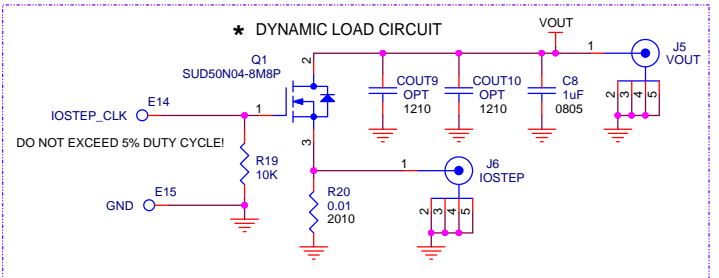 * DYNAMIC LOAD CIRCUIT
VOUT
Q1
SUD50N04-8M8P
2
1
J5
VOUT
COUT9
OPT
1210
COUT10
OPT
1210
C8
1uF
0805
2 3 4 5
IOSTEP_CLK
E14
1
DO NOT EXCEED 5% DUTY CYCLE!
3
R19
10K
1
J6
IOSTEP
GND
E15
R20
0.01
2010
2 3 4 5